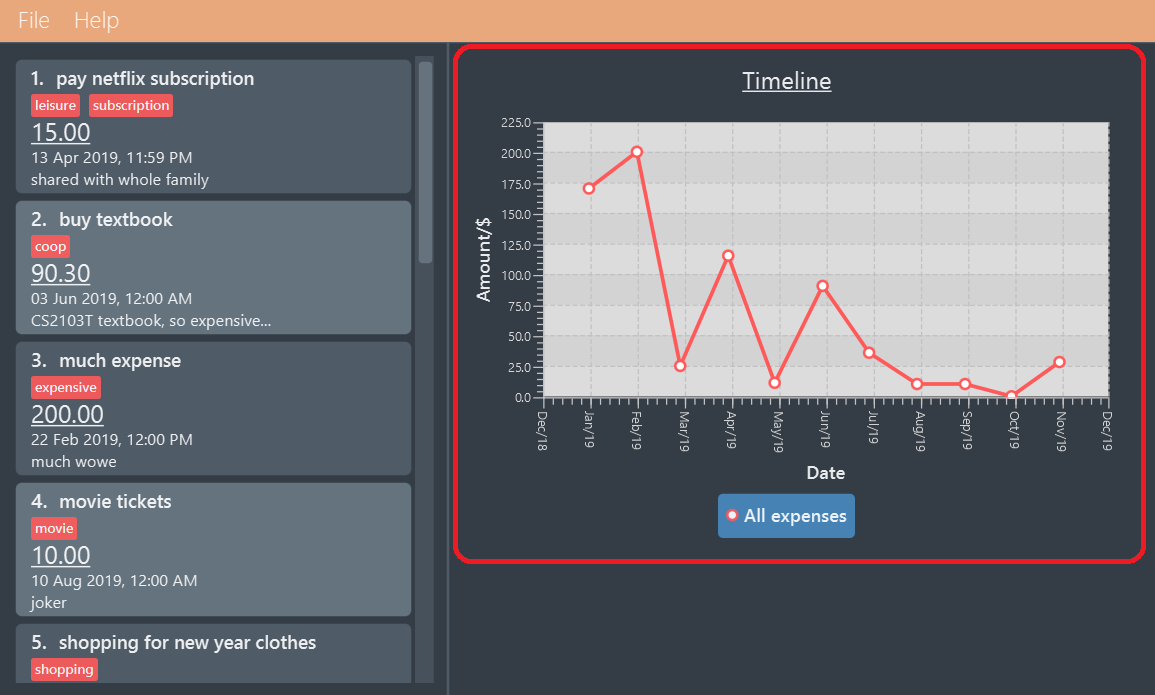 File Help
1. pay netflix subscription
leisure subscription
15.00
13 Apr 2019, 11:59 PM
shared with whole family
2. buy textbook
coop
90.30
03 Jun 2019, 12:00 AM
CS2103T textbook, so expensive...
3. much expense
expensive
200.00
22 Feb 2019, 12:00 PM
much wowe
4. movie tickets
movie
10.00
10 Aug 2019, 12:00 AM
joker
5. shopping for new year clothes
shopping
Timeline
Amount/$
225.0
200.0
175.0
150.0
125.0
100.0
75.0
50.0
25.0
0.0
Dec/18 Jan/19 Feb/19 Mar/19 Apr/19 May/19 Jun/19 Jul/19 Aug/19 Sep/19 Oct/19 Nov/19 Dec/19
Date
All expenses